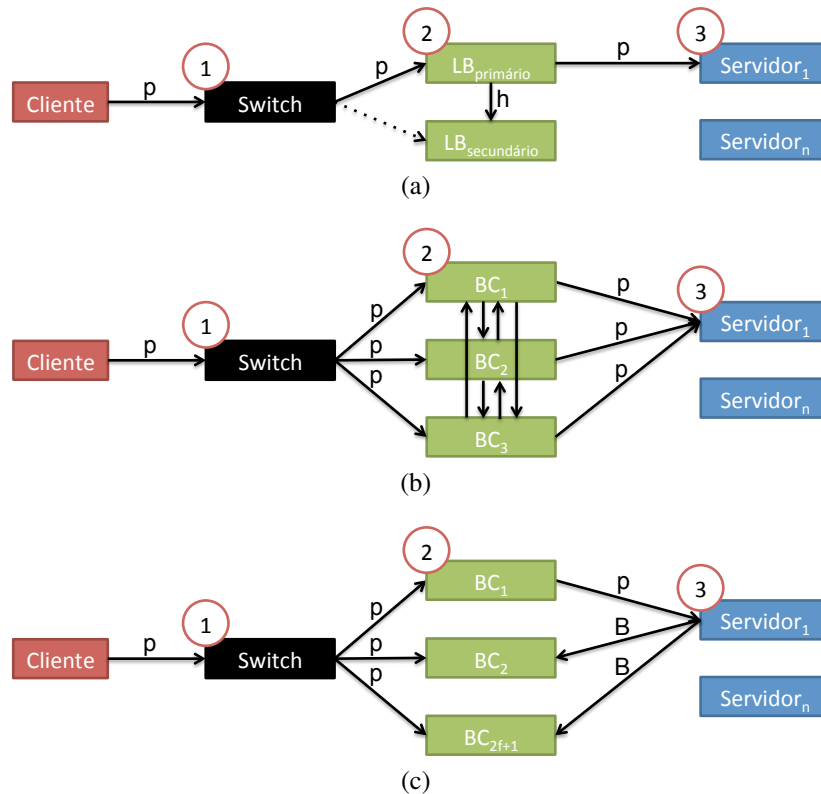 1 2 3
Cliente p Switch p LBprimário p Servidor1
h
LBsecundário Servidorn
(a)
2
BC1
1 p p 3
Cliente p Switch p BC2 p Servidor1
p p
BC3 Servidorn
(b)
2
BC1 p
1 p 3
Cliente p Switch p BC2 B Servidor1
p B
BC2f+1 Servidorn
(c)